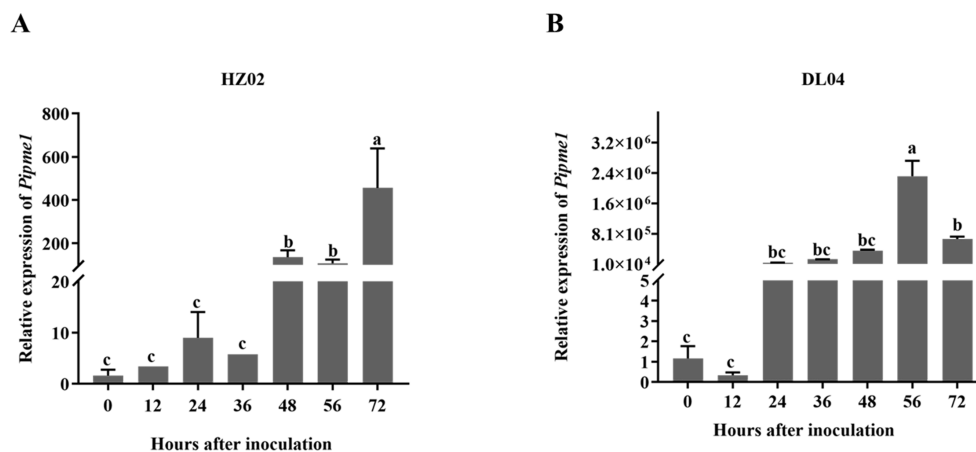 A
HZ02
Relative expression of Pipme1
800
600
400
200
20
10
0
c
c
c
c
b
b
a
0 12 24 36 48 56 72
Hours after inoculation
B
DL04
Relative expression of Pipme1
3.2×10⁶
2.4×10⁶
1.6×10⁶
8.1×10⁵
1.0×10⁴
5
4
3
2
1
0
c
c
bc
bc
bc
a
b
0 12 24 36 48 56 72
Hours after inoculation